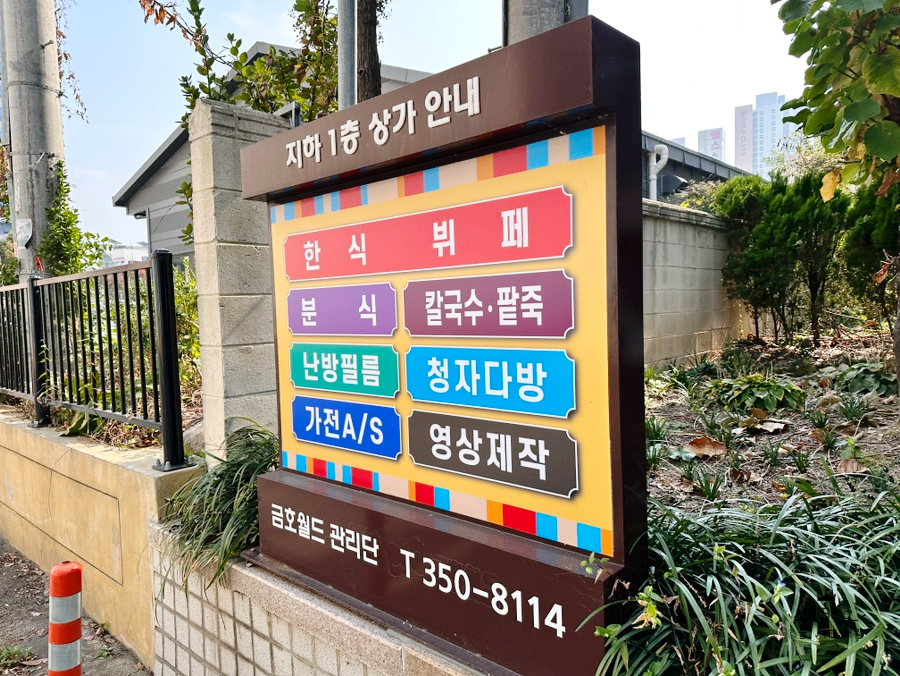 지하 1층 상가 안내
한 식 뷔 페
분 식
칼국수·팥죽
난방필름
청자다방
가전A/S
영상제작
금호월드 관리단 T 350-8114